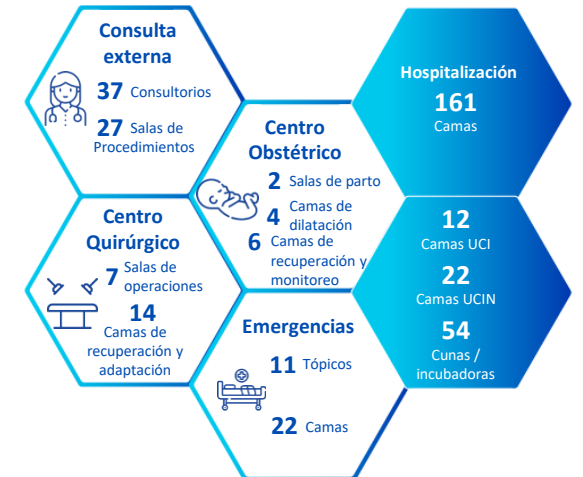 Consulta
externa
37 Consultorios
27 Salas de
Procedimientos
Hospitalización
161
Camas
Centro
Obstétrico
2 Salas de parto
4 Camas de
dilatación
6 Camas de
recuperación y
monitoreo
Centro
Quirúrgico
7 Salas de
operaciones
14
Camas de
recuperación y
adaptación
12
Camas UCI
22
Camas UCIN
54
Cunas /
incubadoras
Emergencias
11 Tópicos
22 Camas